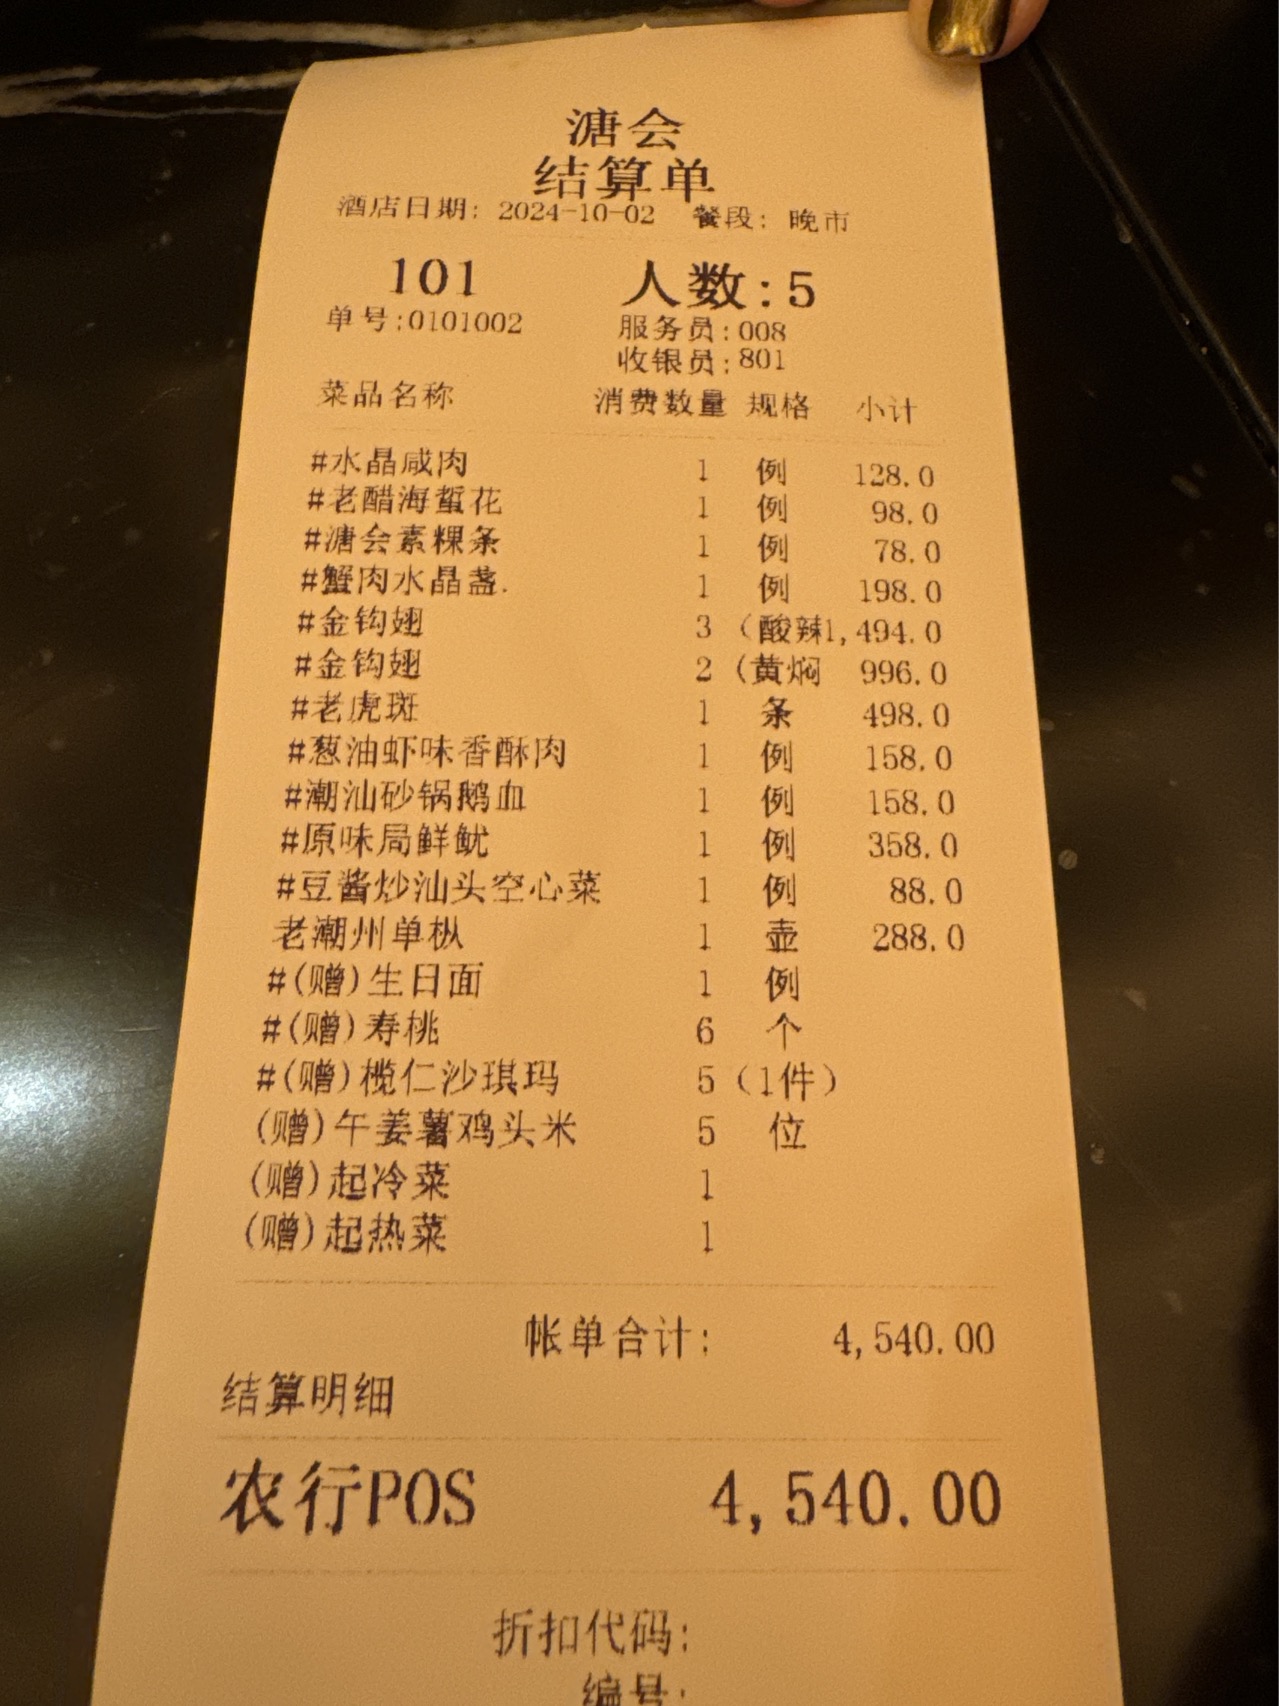 溏会
结算单
酒店日期: 2024-10-02 餐段: 晚市
101 人数:5
单号:0101002 服务员:008
收银员:801
菜品名称 消费数量 规格 小计
#水晶咸肉 1 例 128.0
#老醋海蜇花 1 例 98.0
#溏会素粿条 1 例 78.0
#蟹肉水晶盏. 1 例 198.0
#金钩翅 3 (酸辣1,494.0
#金钩翅 2 (黄焖 996.0
#老虎斑 1 条 498.0
#葱油虾味香酥肉 1 例 158.0
#潮汕砂锅鹅血 1 例 158.0
#原味局鲜鱿 1 例 358.0
#豆酱炒汕头空心菜 1 例 88.0
老潮州单枞 1 壶 288.0
#(赠)生日面 1 例
#(赠)寿桃 6 个
#(赠)榄仁沙琪玛 5 (1件)
(赠)午姜薯鸡头米 5 位
(赠)起冷菜 1
(赠)起热菜 1
帐单合计: 4,540.00
结算明细
农行POS 4,540.00
折扣代码:
编号: